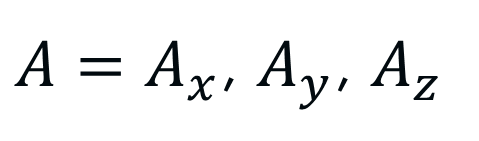 A = Aₓ, A_y, A_z